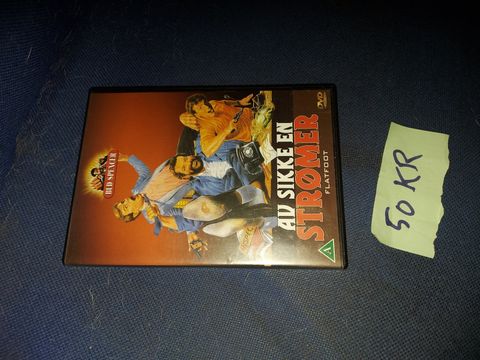 BUD SPENCER
AV SIKKE EN
STRØMER
FLATFOOT
DVD
A
50 KR